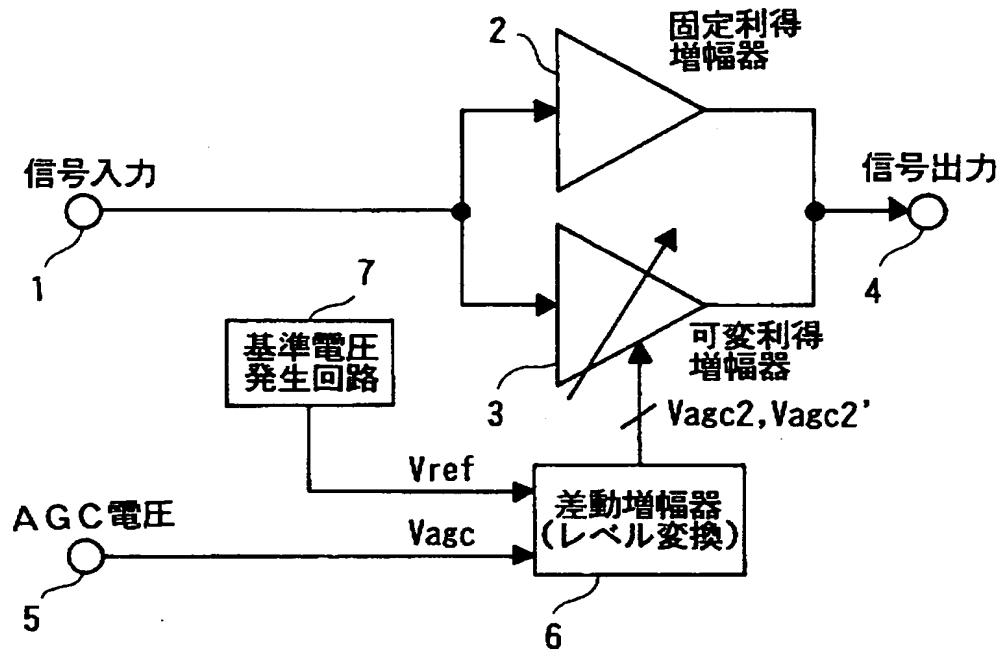 2
固定利得
増幅器
信号入力
1
信号出力
4
7
基準電圧
発生回路
3
可変利得
増幅器
Vagc2,Vagc2'
Vref
AGC電圧
5
Vagc
差動増幅器
(レベル変換)
6